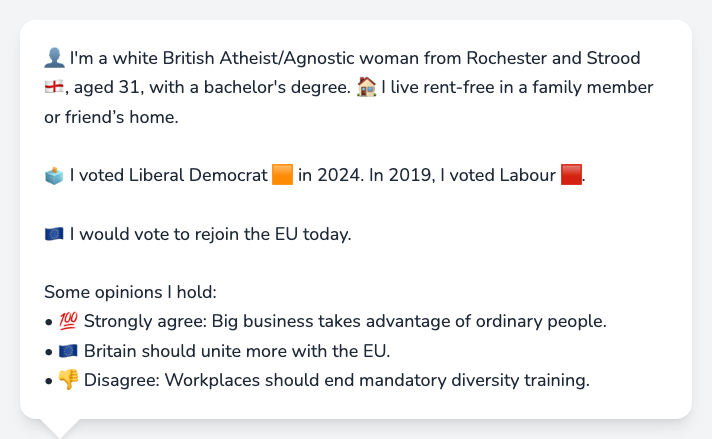 👤 I'm a white British Atheist/Agnostic woman from Rochester and Strood
🏴󠁧󠁢󠁥󠁮󠁧󠁿, aged 31, with a bachelor's degree. 🏠 I live rent-free in a family member
or friend’s home.
🗳️ I voted Liberal Democrat 🟧 in 2024. In 2019, I voted Labour 🟥.
🇪🇺 I would vote to rejoin the EU today.
Some opinions I hold:
• 💯 Strongly agree: Big business takes advantage of ordinary people.
• 🇪🇺 Britain should unite more with the EU.
• 👎 Disagree: Workplaces should end mandatory diversity training.